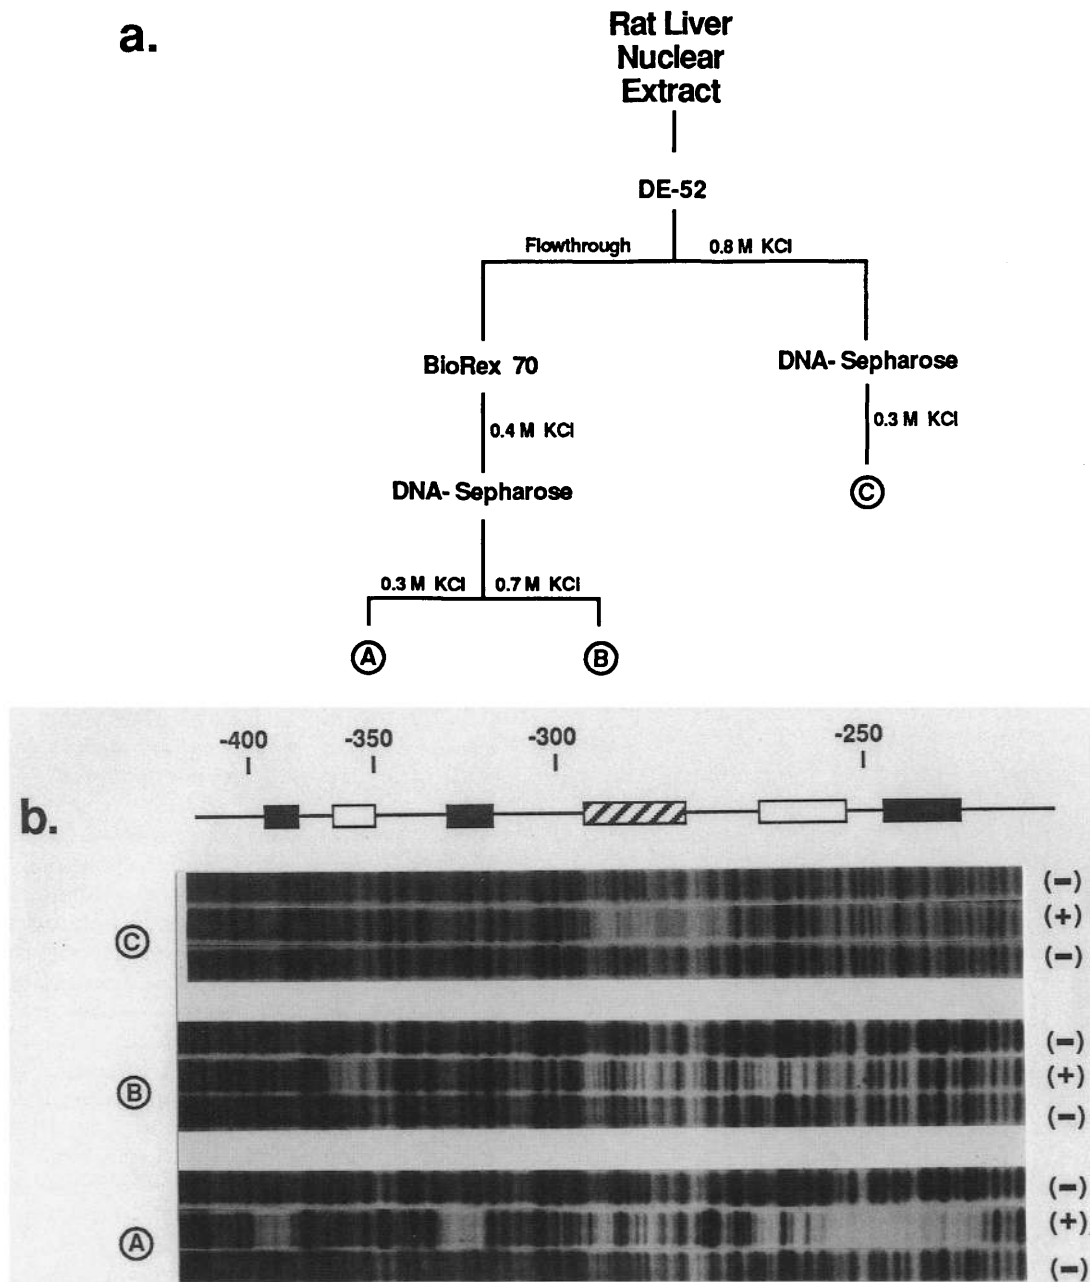 a.
Rat Liver
Nuclear
Extract
DE-52
Flowthrough 0.8 M KCl
BioRex 70 DNA- Sepharose
0.4 M KCl 0.3 M KCl
DNA- Sepharose C
0.3 M KCl 0.7 M KCl
A B
-400 -350 -300 -250
b.
(-)
C (+)
(-)
(-)
B (+)
(-)
(-)
A (+)
(-)